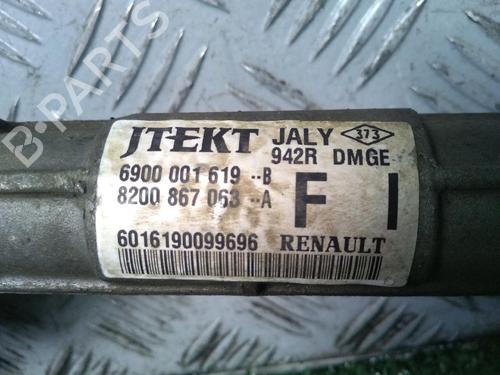 B-PARTS
JTEKT JALY 373
942R DMGE
6900 001 619 --B
8200 867 063 --A
F I
6016190099696 RENAULT